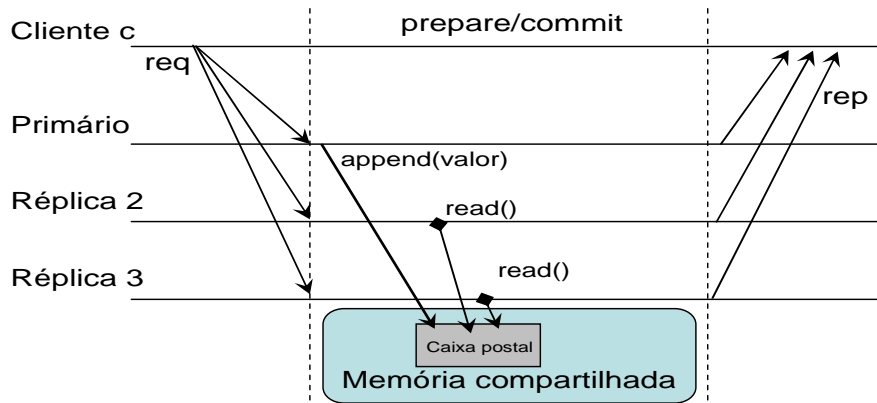 Cliente c
prepare/commit
req
rep
Primário
append(valor)
Réplica 2
read()
Réplica 3
read()
Caixa postal
Memória compartilhada